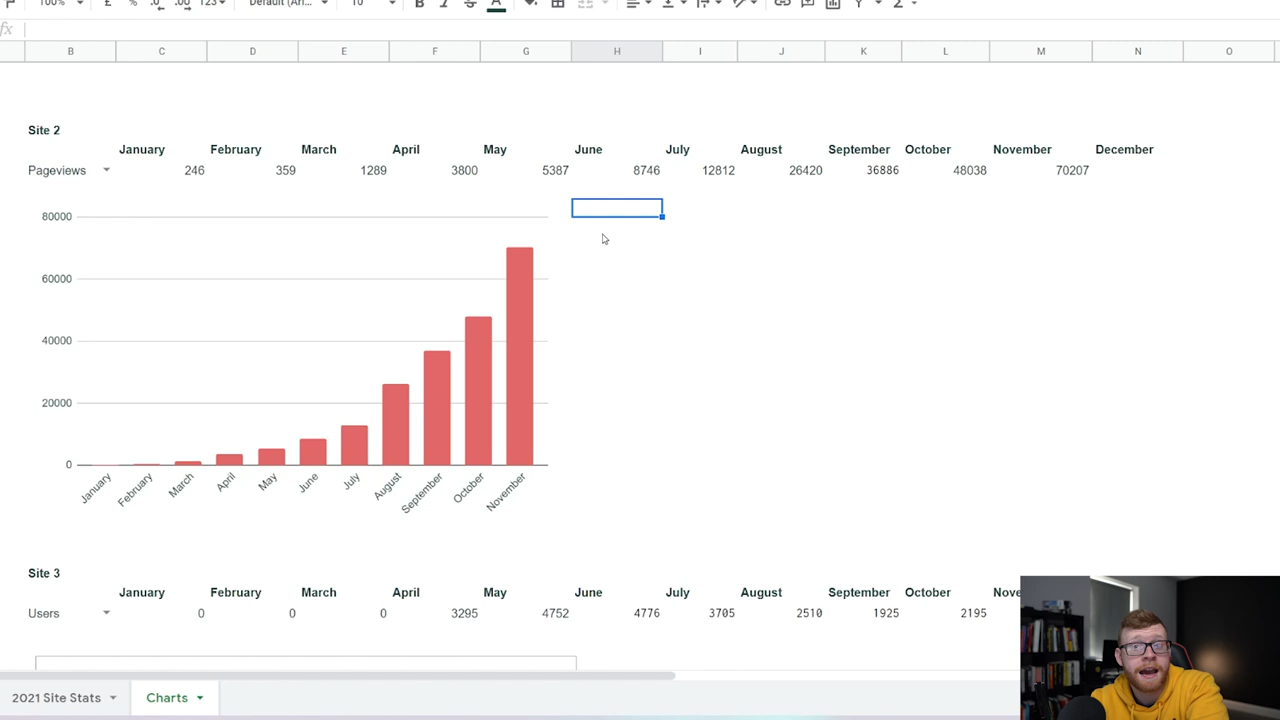 100% £ % .0 .00 123 Default (Ari... 10 B I S A
fx
B C D E F G H I J K L M N O
Site 2
January February March April May June July August September October November December
Pageviews 246 359 1289 3800 5387 8746 12812 26420 36886 48038 70207
80000
60000
40000
20000
0
January February March April May June July August September October November
Site 3
January February March April May June July August September October
Users 0 0 0 3295 4752 4776 3705 2510 1925 2195
2021 Site Stats Charts